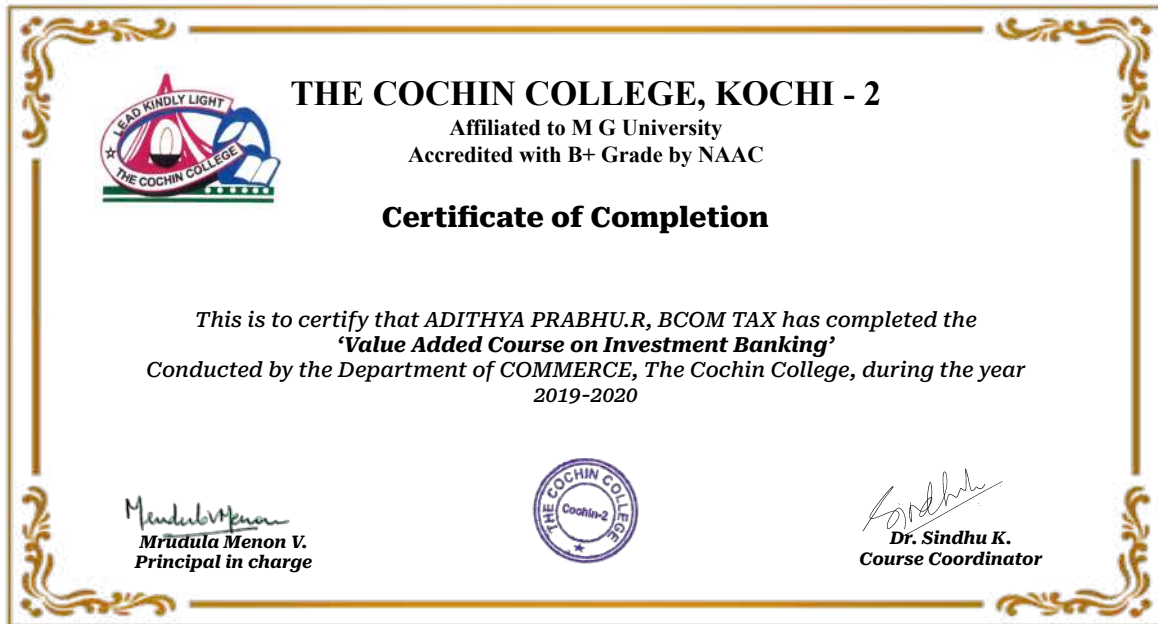 LEAD KINDLY LIGHT
THE COCHIN COLLEGE
THE COCHIN COLLEGE, KOCHI - 2
Affiliated to M G University
Accredited with B+ Grade by NAAC
Certificate of Completion
This is to certify that ADITHYA PRABHU.R, BCOM TAX has completed the
‘Value Added Course on Investment Banking’
Conducted by the Department of COMMERCE, The Cochin College, during the year
2019-2020
THE COCHIN COLLEGE
Cochin-2
Mrudula Menon V.
Principal in charge
Sindhu
Dr. Sindhu K.
Course Coordinator